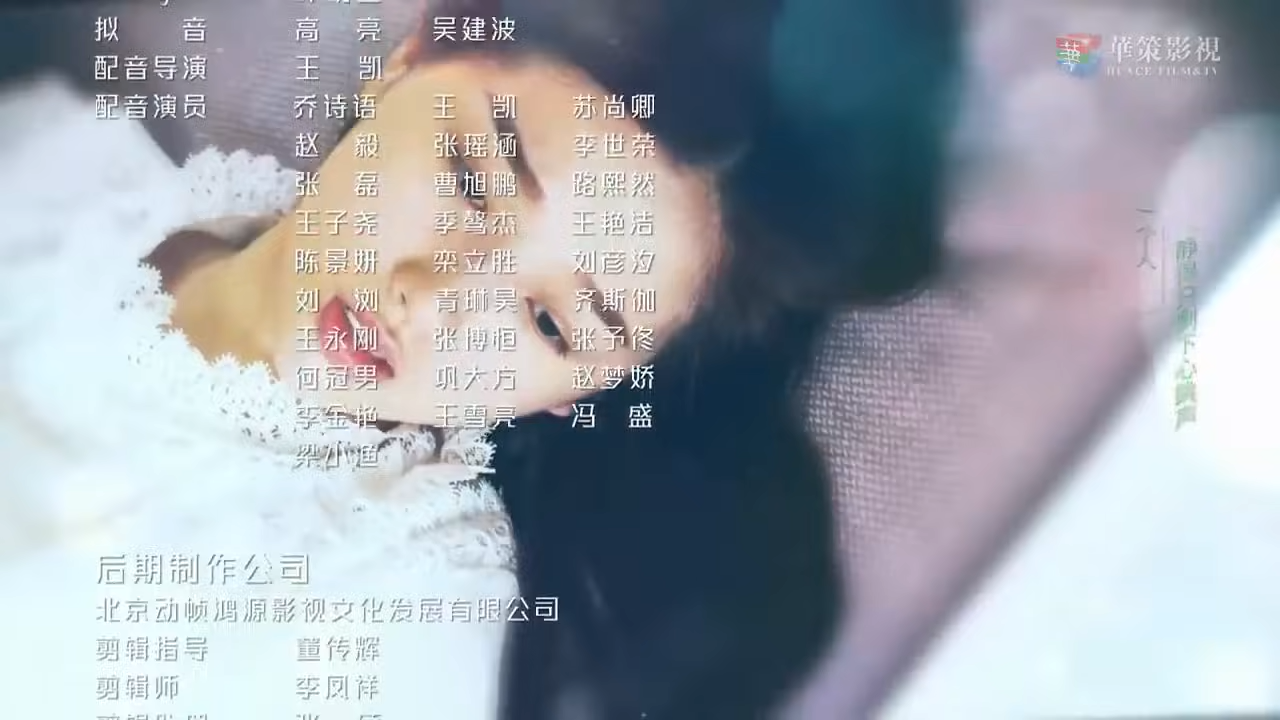 拟 音 高 亮 吴建波
配音导演 王 凯
配音演员 乔诗语 王 凯 苏尚卿
赵 毅 张瑶涵 李世荣
张 磊 曹旭鹏 路熙然
王子尧 季骜杰 王艳洁
陈景妍 栾立胜 刘彦汐
刘 浏 青琳昊 齐斯伽
王永刚 张博恒 张予佟
何冠男 巩大方 赵梦娇
李金艳 王雪亮 冯 盛
梁小渔
后期制作公司
北京动帧鸿源影视文化发展有限公司
剪辑指导 董传辉
剪辑师 李凤祥
華策影視
HUACE FILM&TV
一个人